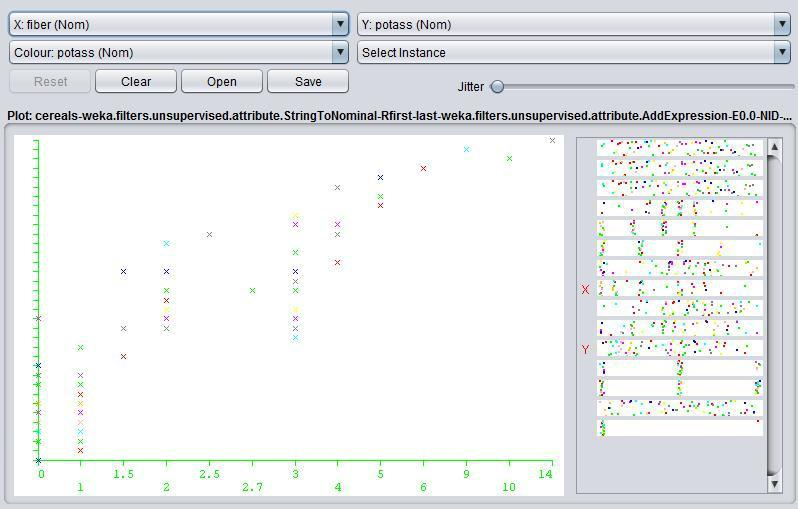 X: fiber (Nom) Y: potass (Nom)
Colour: potass (Nom) Select Instance
Reset Clear Open Save Jitter
Plot: cereals-weka.filters.unsupervised.attribute.StringToNominal-Rfirst-last-weka.filters.unsupervised.attribute.AddExpression-E0.0-NID-...
X
Y
0 1.5 2.5 3 5 9 14
1 2 2.7 4 6 10